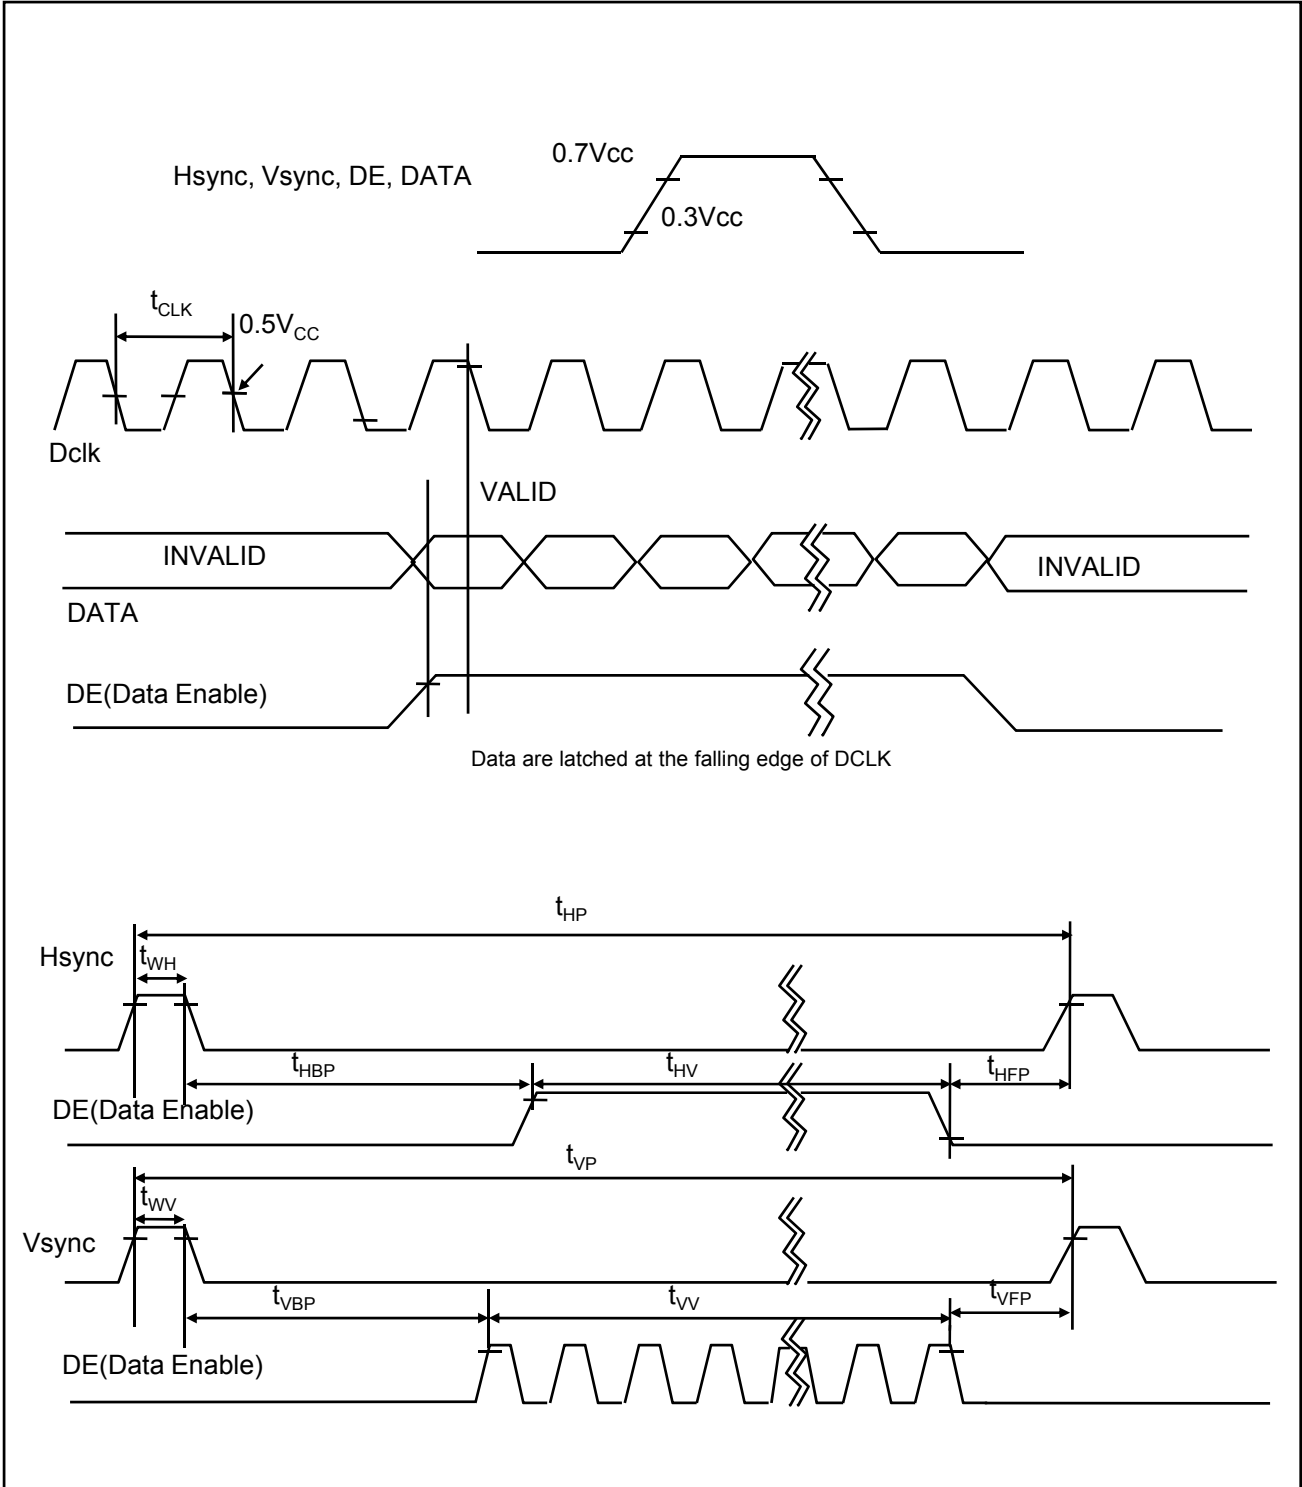 0.7Vcc
Hsync, Vsync, DE, DATA
0.3Vcc
tCLK
0.5VCC
Dclk
VALID
INVALID
INVALID
DATA
DE(Data Enable)
Data are latched at the falling edge of DCLK
tHP
Hsync
tWH
tHBP
tHV
tHFP
DE(Data Enable)
tVP
tWV
Vsync
tVBP
tVV
tVFP
DE(Data Enable)